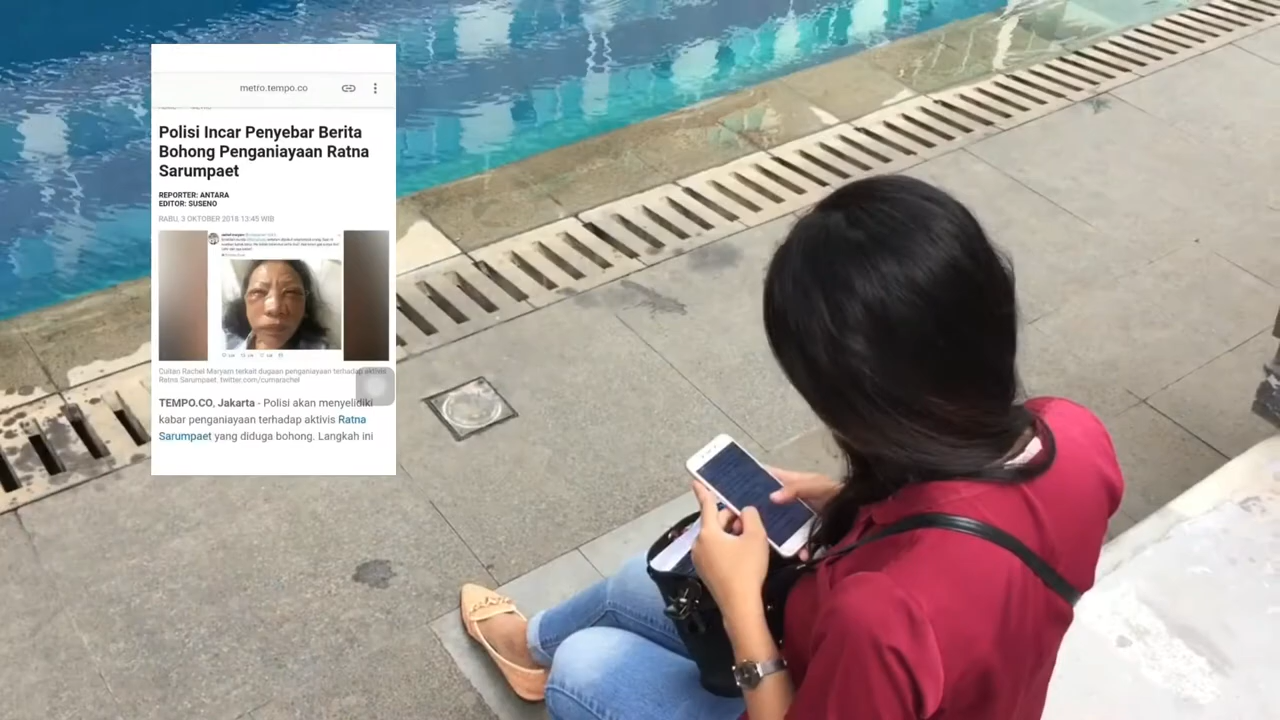 metro.tempo.co
Polisi Incar Penyebar Berita
Bohong Penganiayaan Ratna
Sarumpaet
REPORTER: ANTARA
EDITOR: SUSENO
RABU, 3 OKTOBER 2018 13:45 WIB
Cuitan Rachel Maryam terkait dugaan penganiayaan terhadap aktivis
Ratna Sarumpaet. twitter.com/cumarachel
TEMPO.CO, Jakarta - Polisi akan menyelidiki
kabar penganiayaan terhadap aktivis Ratna
Sarumpaet yang diduga bohong. Langkah ini